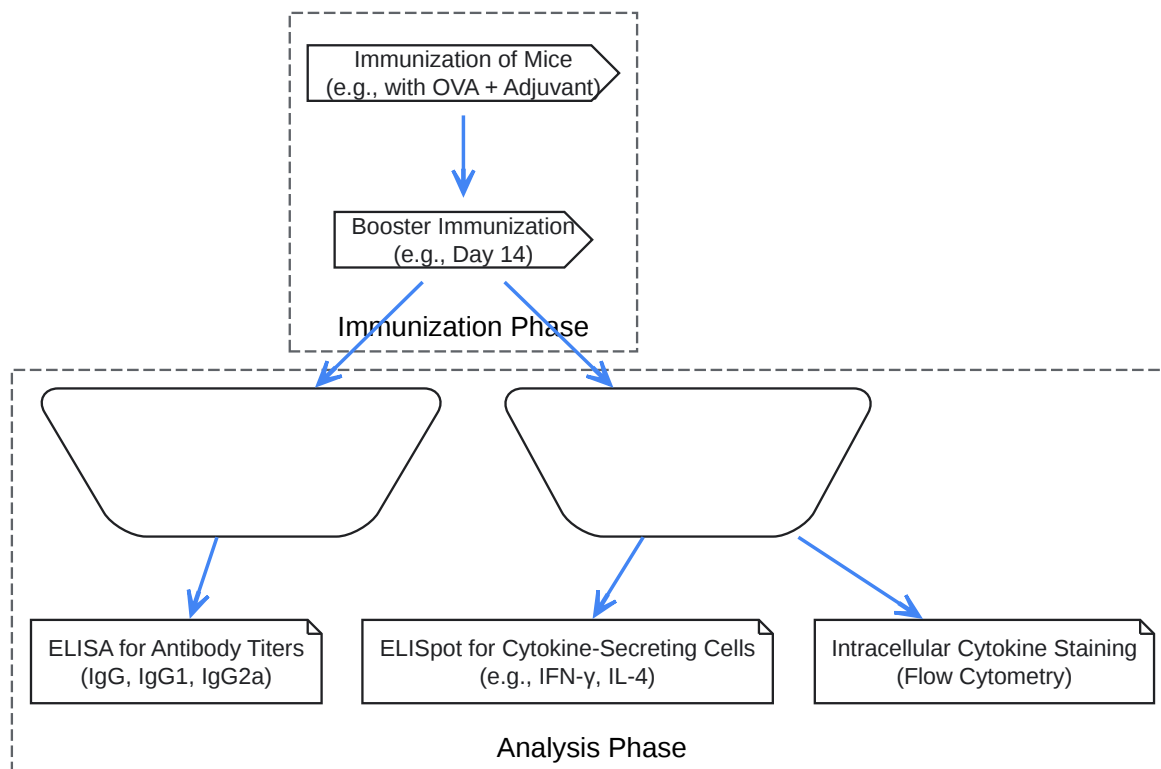 Immunization of Mice
(e.g., with OVA + Adjuvant)
Booster Immunization
(e.g., Day 14)
Immunization Phase
ELISA for Antibody Titers
(IgG, IgG1, IgG2a)
ELISpot for Cytokine-Secreting Cells
(e.g., IFN-γ, IL-4)
Intracellular Cytokine Staining
(Flow Cytometry)
Analysis Phase